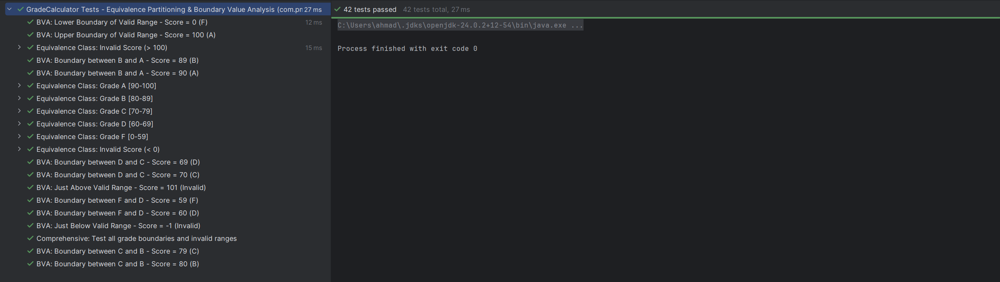 GradeCalculator Tests - Equivalence Partitioning & Boundary Value Analysis (com.pr 27 ms
BVA: Lower Boundary of Valid Range - Score = 0 (F) 12 ms
BVA: Upper Boundary of Valid Range - Score = 100 (A)
Equivalence Class: Invalid Score (> 100) 15 ms
BVA: Boundary between B and A - Score = 89 (B)
BVA: Boundary between B and A - Score = 90 (A)
Equivalence Class: Grade A [90-100]
Equivalence Class: Grade B [80-89]
Equivalence Class: Grade C [70-79]
Equivalence Class: Grade D [60-69]
Equivalence Class: Grade F [0-59]
Equivalence Class: Invalid Score (< 0)
BVA: Boundary between D and C - Score = 69 (D)
BVA: Boundary between D and C - Score = 70 (C)
BVA: Just Above Valid Range - Score = 101 (Invalid)
BVA: Boundary between F and D - Score = 59 (F)
BVA: Boundary between F and D - Score = 60 (D)
BVA: Just Below Valid Range - Score = -1 (Invalid)
Comprehensive: Test all grade boundaries and invalid ranges
BVA: Boundary between C and B - Score = 79 (C)
BVA: Boundary between C and B - Score = 80 (B)
42 tests passed 42 tests total, 27 ms
C:\Users\ahmad\.jdks\openjdk-24.0.2+12-54\bin\java.exe ...
Process finished with exit code 0